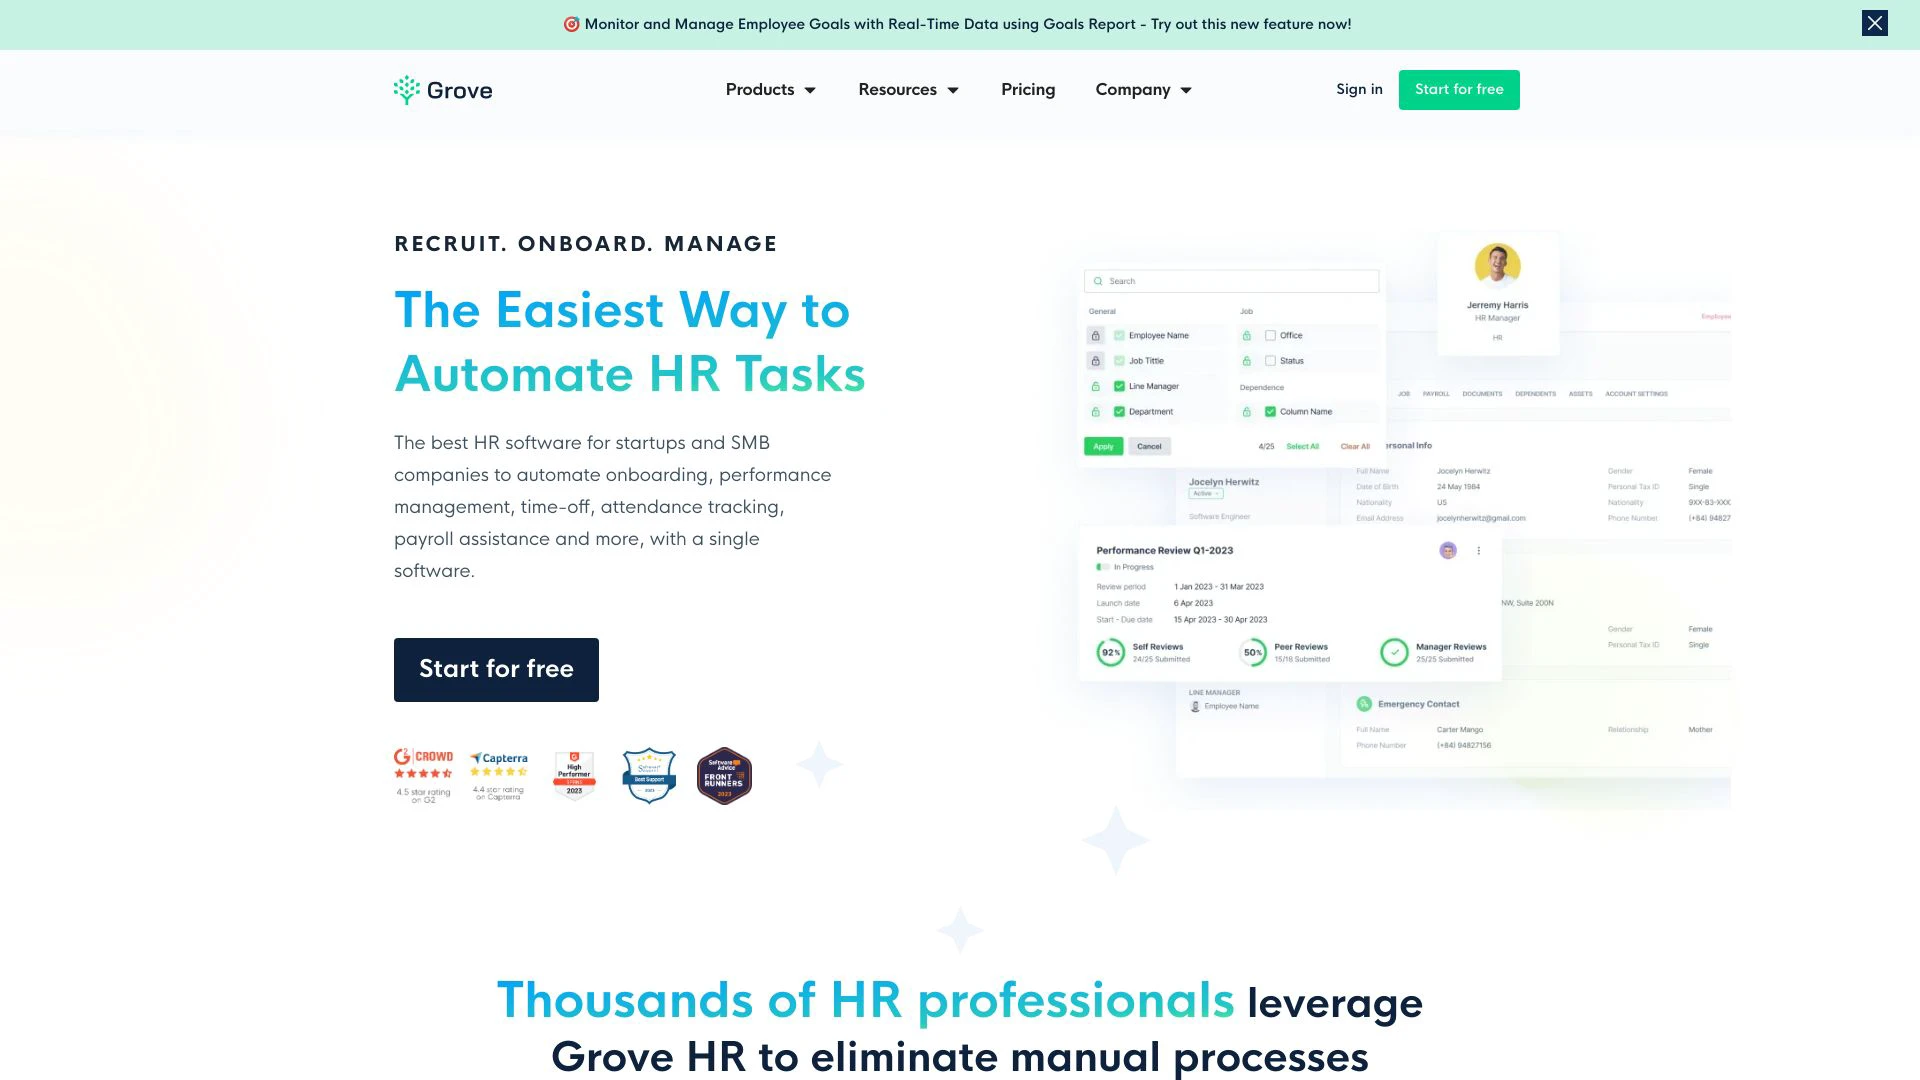 🎯 Monitor and Manage Employee Goals with Real-Time Data using Goals Report - Try out this new feature now!
Grove
Products
Resources
Pricing
Company
Sign in
Start for free
RECRUIT. ONBOARD. MANAGE
The Easiest Way to
Automate HR Tasks
The best HR software for startups and SMB
companies to automate onboarding, performance
management, time-off, attendance tracking,
payroll assistance and more, with a single
software.
Start for free
G2 CROWD
4.5 star rating
on G2
Capterra
4.4 star rating
on Capterra
High
Performer
SPRING
2023
Best Support
2023
Software Advice
FRONT
RUNNERS
2023
Search
General
Job
Employee Name
Office
Job Tittle
Status
Line Manager
Dependence
Department
Column Name
Apply
Cancel
4/25
Select All
Clear All
Jerremy Harris
HR Manager
HR
Employee
JOB
PAYROLL
DOCUMENTS
DEPENDENTS
ASSETS
ACCOUNT SETTINGS
ersonal Info
Full Name
Jocelyn Herwitz
Gender
Female
Date of Birth
24 May 1984
Personal Tax ID
Single
Nationality
US
Nationality
9XX-83-XXX
Email Address
jocelynherwitz@gmail.com
Phone Number
(+84) 94827
Jocelyn Herwitz
Active
Software Engineer
Performance Review Q1-2023
In Progress
Review period
1 Jan 2023 - 31 Mar 2023
Launch date
6 Apr 2023
Start - Due date
15 Apr 2023 - 30 Apr 2023
92%
Self Reviews
24/25 Submitted
50%
Peer Reviews
15/18 Submitted
Manager Reviews
25/25 Submitted
NW, Suite 200N
Gender
Female
Personal Tax ID
Single
LINE MANAGER
Employee Name
Emergency Contact
Full Name
Carter Mango
Relationship
Mother
Phone Number
(+84) 94827156
Thousands of HR professionals leverage
Grove HR to eliminate manual processes